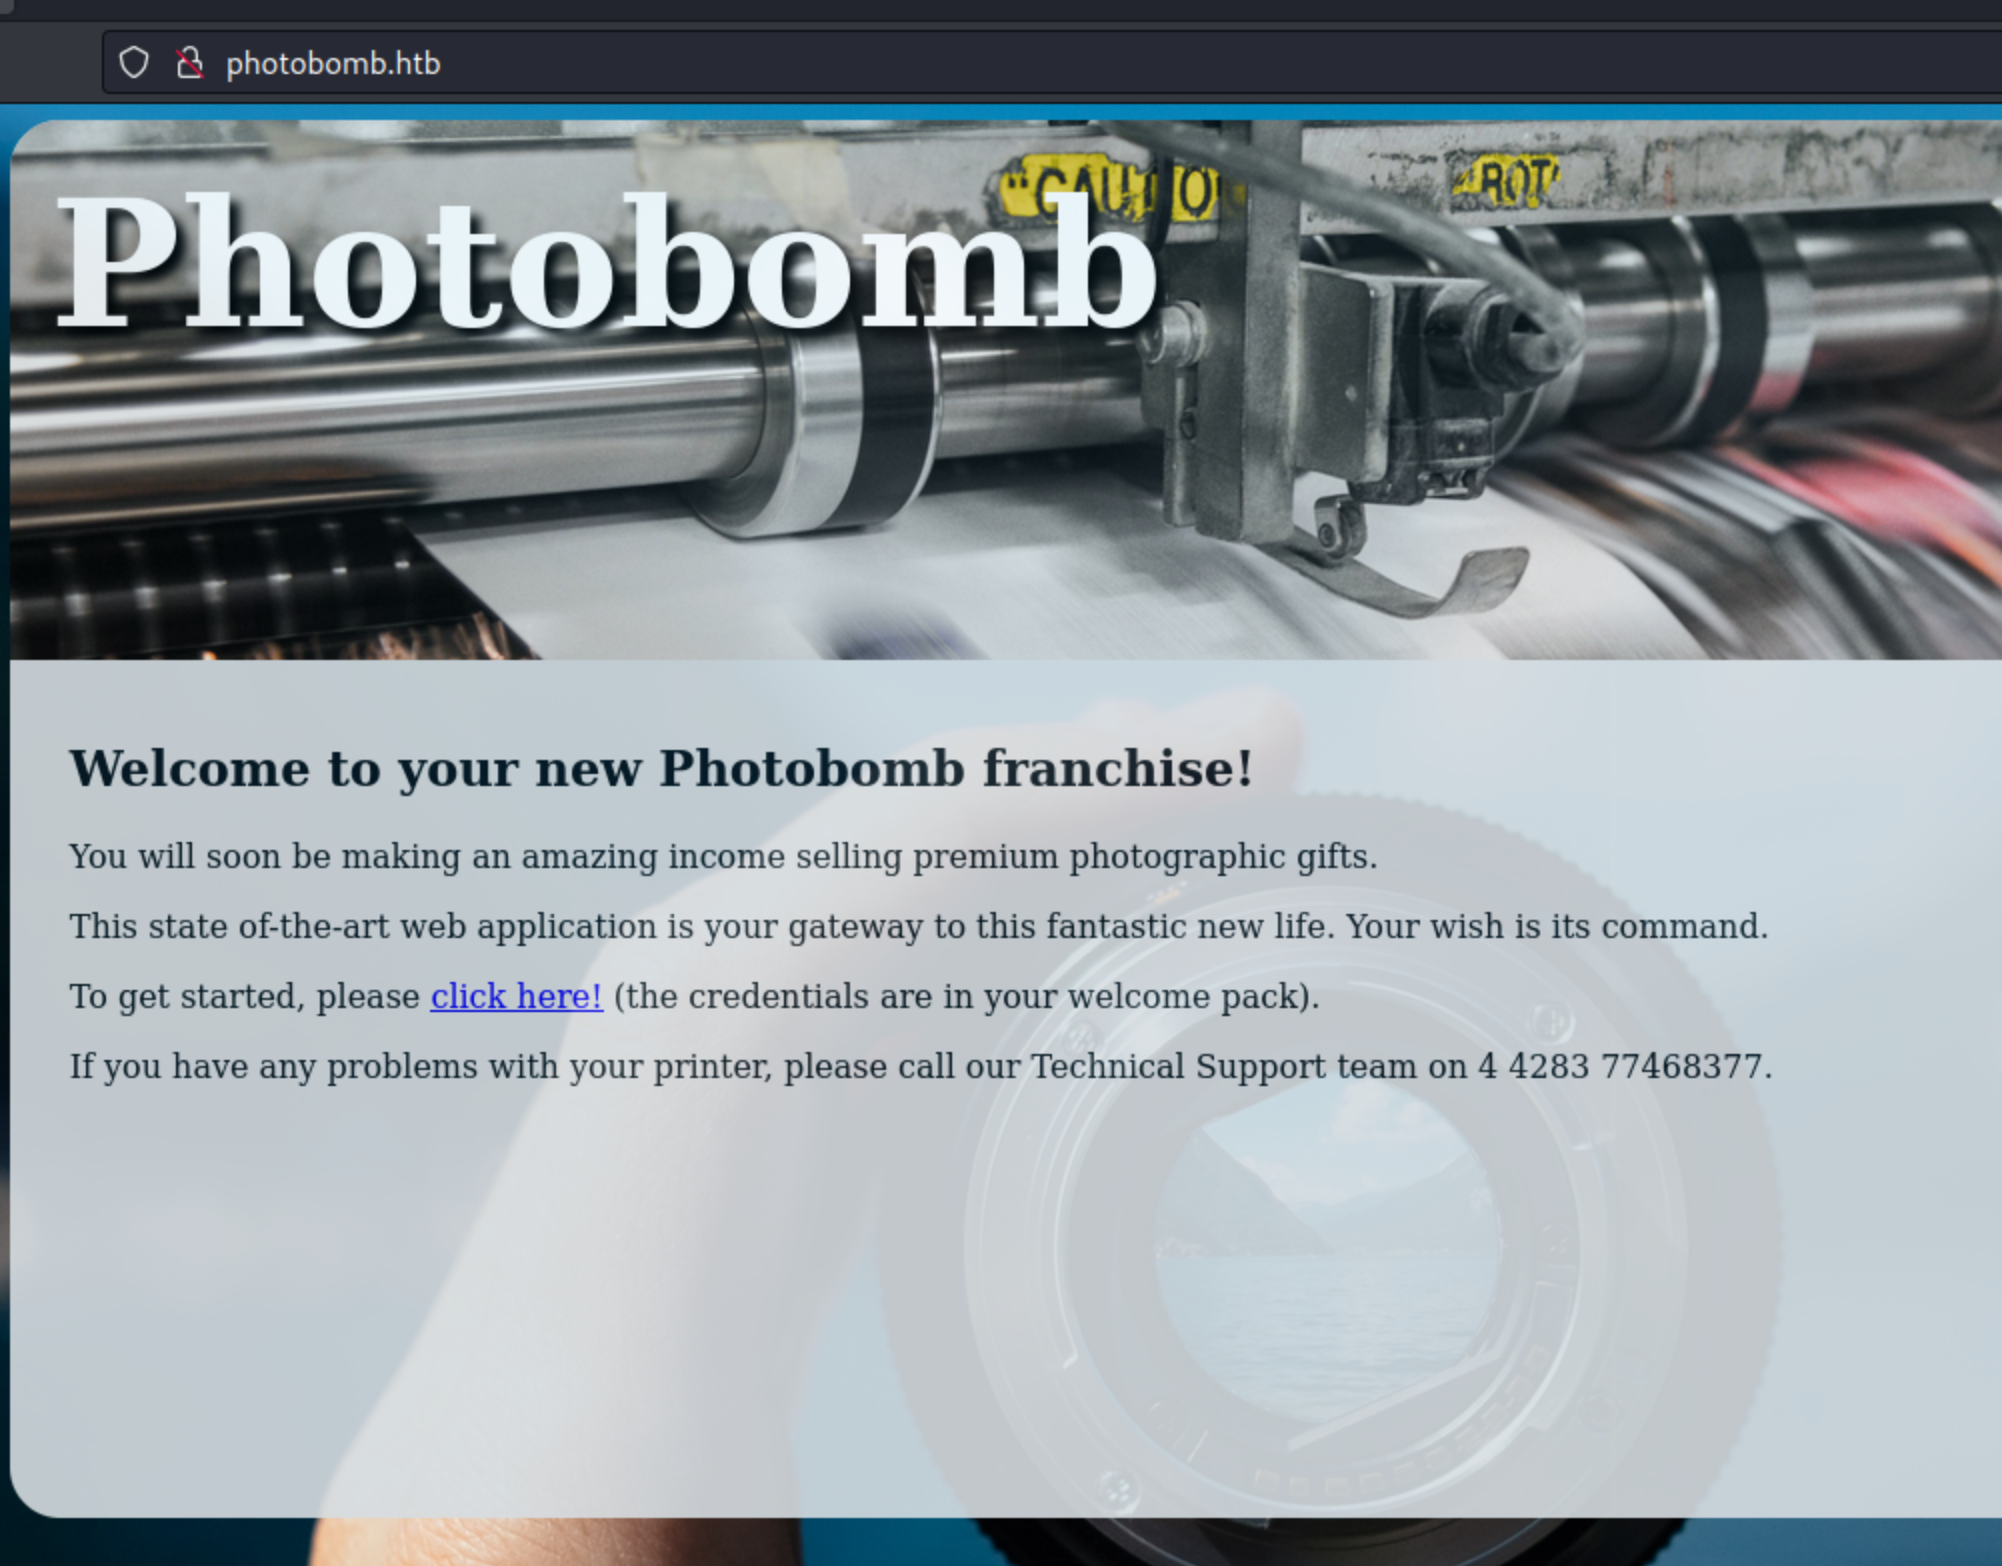 photobomb.htb
"CAUTIO
ROT
Photobomb
Welcome to your new Photobomb franchise!
You will soon be making an amazing income selling premium photographic gifts.
This state of-the-art web application is your gateway to this fantastic new life. Your wish is its command.
To get started, please click here! (the credentials are in your welcome pack).
If you have any problems with your printer, please call our Technical Support team on 4 4283 77468377.